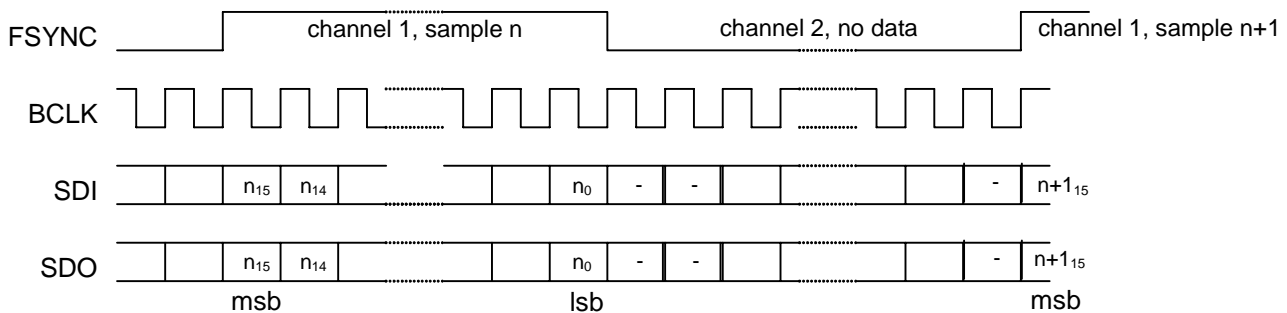 FSYNC channel 1, sample n channel 2, no data channel 1, sample n+1
BCLK
SDI n₁₅ n₁₄ n₀ - - - n+1₁₅
SDO n₁₅ n₁₄ n₀ - - - n+1₁₅
msb lsb msb